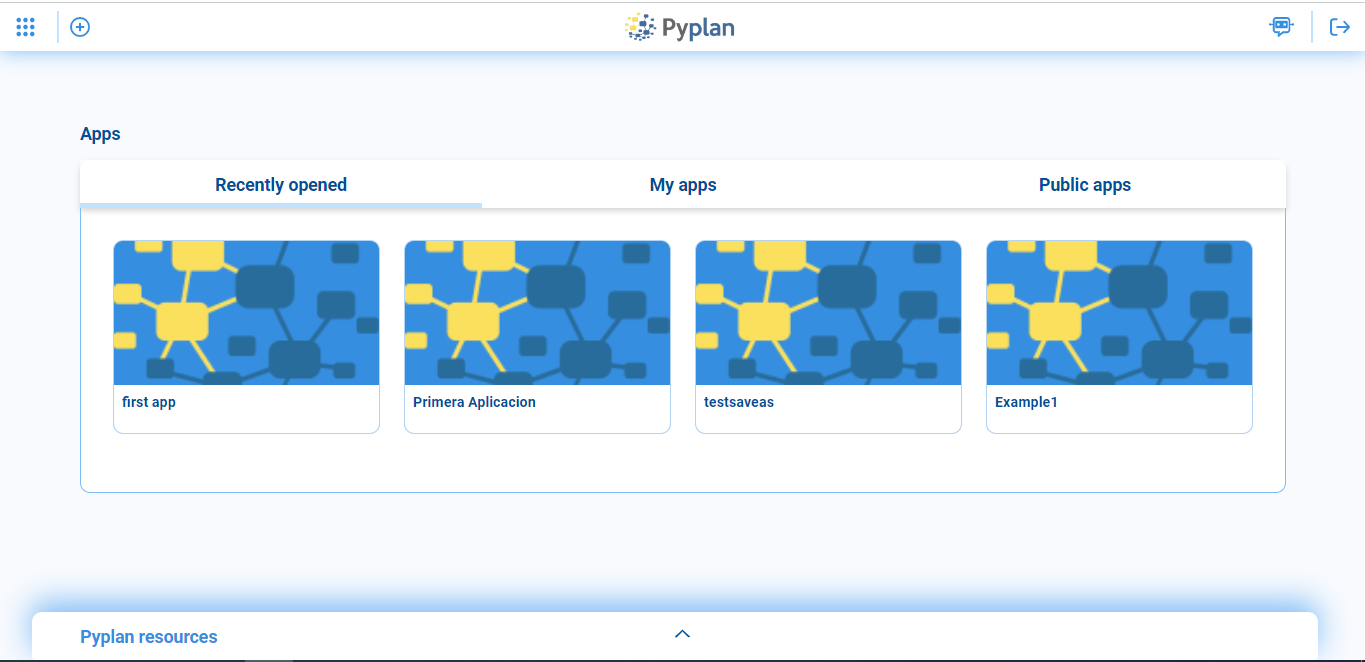 Pyplan
Apps
Recently opened
My apps
Public apps
first app
Primera Aplicacion
testsaveas
Example1
Pyplan resources